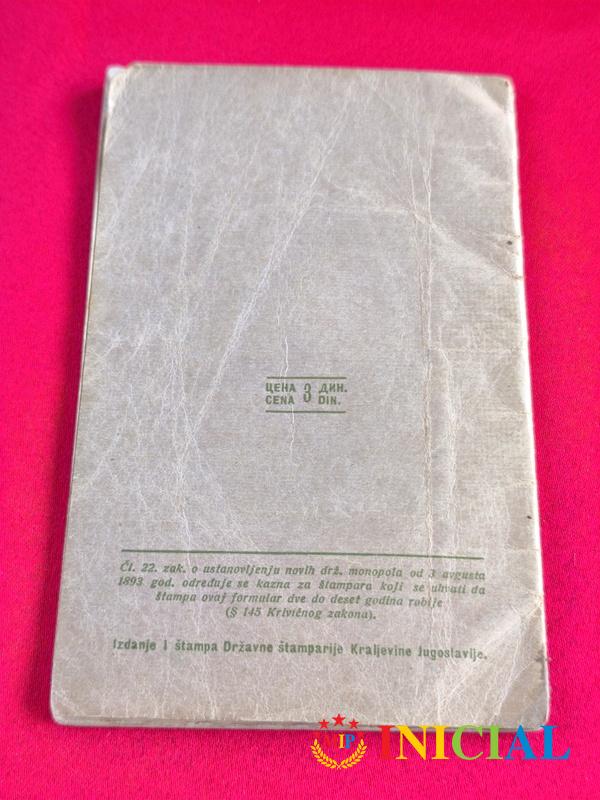 ЦЕНА 3 ДИН.
CENA DIN.
Čl. 22. zak. o ustanovljenju novih drž. monopola od 3 avgusta
1893 god. određuje se kazna za štampara koji se uhvati da
štampa ovaj formular dve do deset godina robije
(§ 145 Krivičnog zakona).
Izdanje i štampa Državne štamparije Kraljevine Jugoslavije.
IP INICIAL